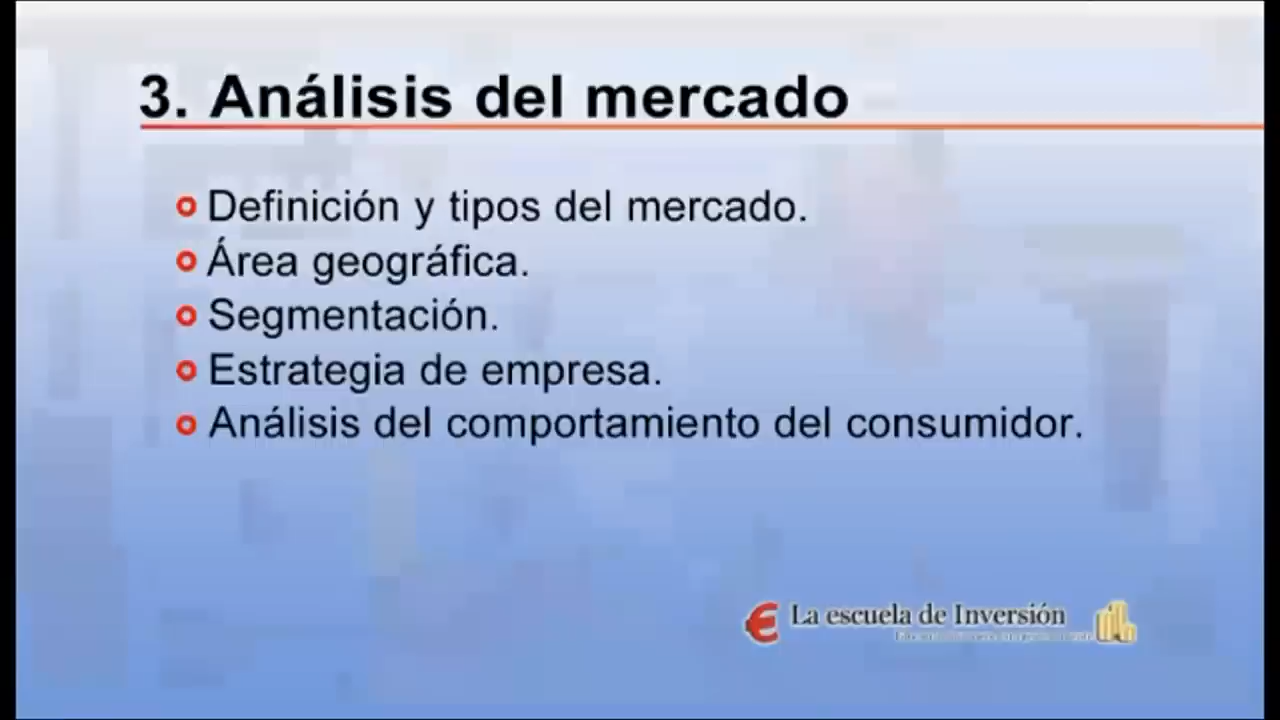 3. Análisis del mercado
Definición y tipos del mercado.
Área geográfica.
Segmentación.
Estrategia de empresa.
Análisis del comportamiento del consumidor.
€ La escuela de Inversión